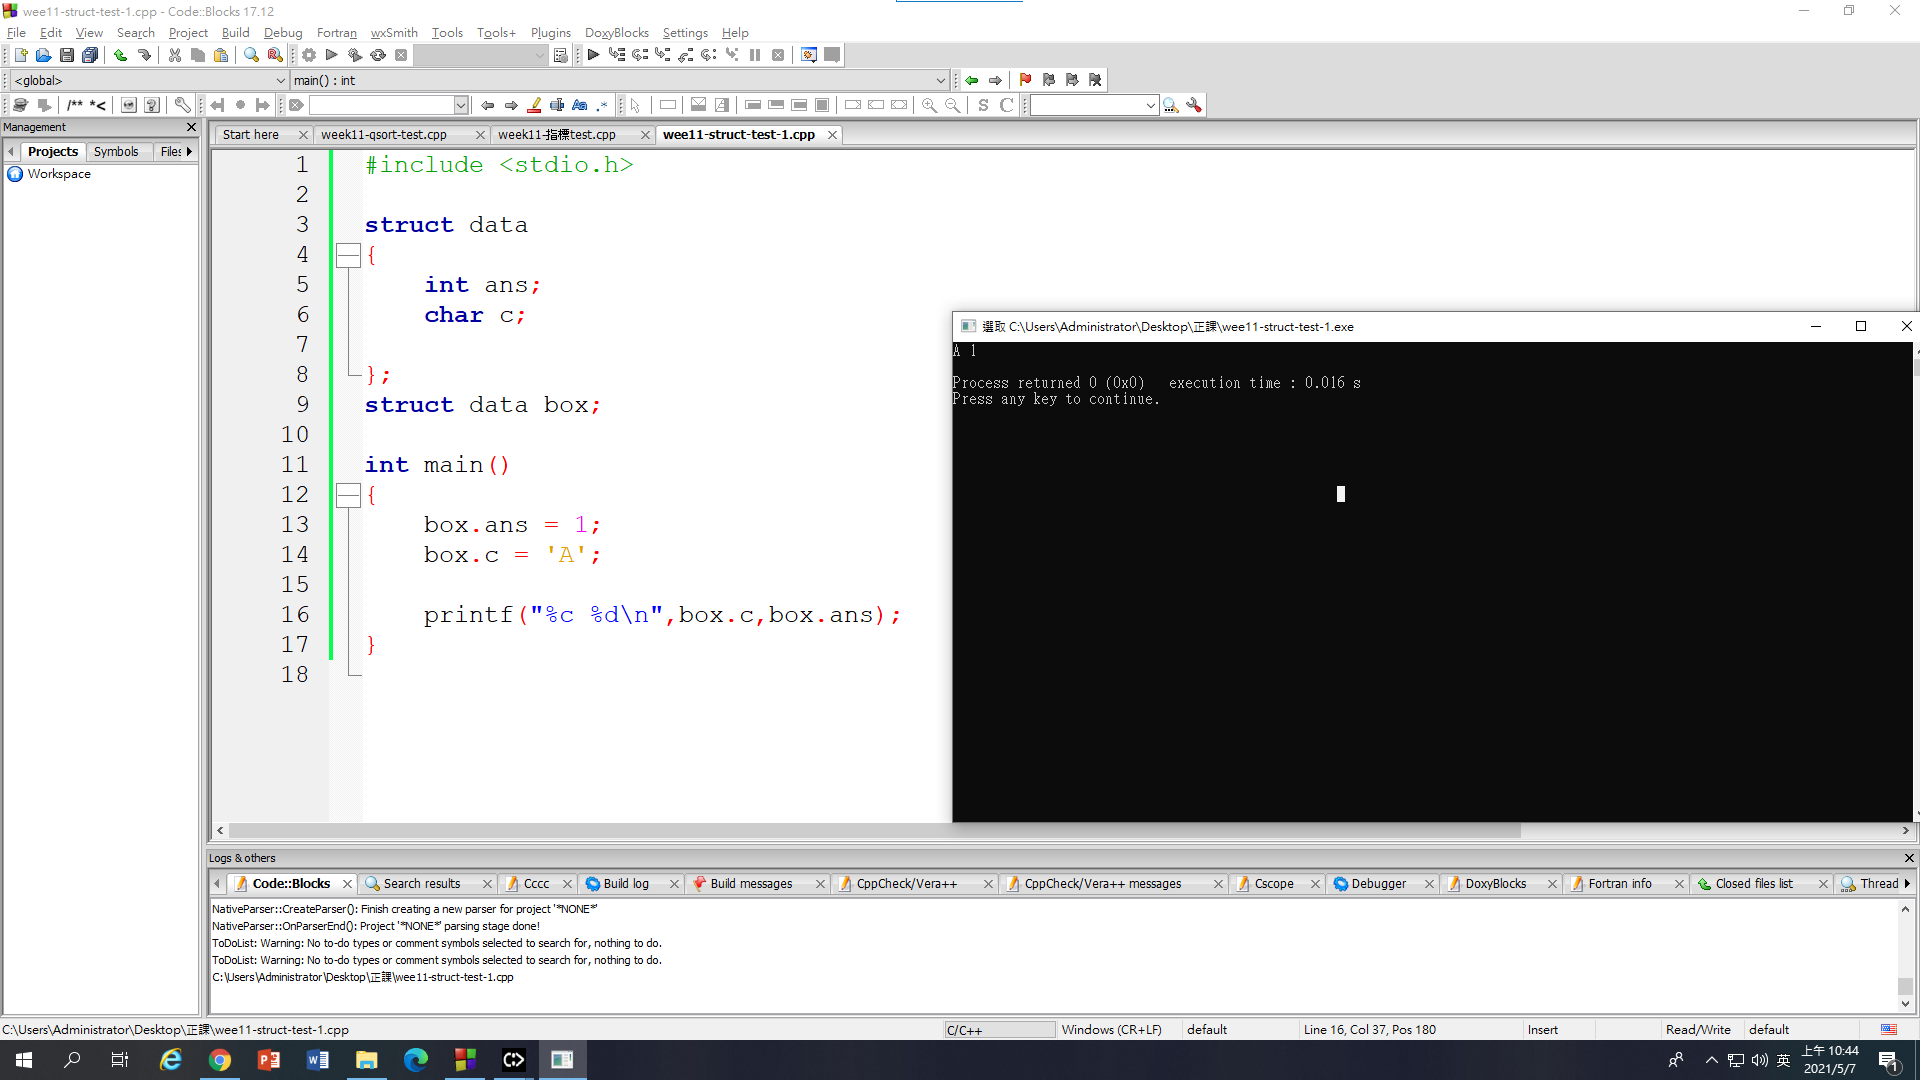 wee11-struct-test-1.cpp - Code::Blocks 17.12
File Edit View Search Project Build Debug Fortran wxSmith Tools Tools+ Plugins DoxyBlocks Settings Help
<global> main() : int
/** *<
Aa .*
S C
Management
Projects Symbols Files
Workspace
Start here week11-qsort-test.cpp week11-指標test.cpp wee11-struct-test-1.cpp
1 #include <stdio.h>
2
3 struct data
4 {
5 int ans;
6 char c;
7
8 };
9 struct data box;
10
11 int main()
12 {
13 box.ans = 1;
14 box.c = 'A';
15
16 printf("%c %d\n",box.c,box.ans);
17 }
18
選取 C:\Users\Administrator\Desktop\正課\wee11-struct-test-1.exe
A 1
Process returned 0 (0x0) execution time : 0.016 s
Press any key to continue.
Logs & others
Code::Blocks Search results Cccc Build log Build messages CppCheck/Vera++ CppCheck/Vera++ messages Cscope Debugger DoxyBlocks Fortran info Closed files list Thread
NativeParser::CreateParser(): Finish creating a new parser for project '*NONE*'
NativeParser::OnParserEnd(): Project '*NONE*' parsing stage done!
ToDoList: Warning: No to-do types or comment symbols selected to search for, nothing to do.
ToDoList: Warning: No to-do types or comment symbols selected to search for, nothing to do.
C:\Users\Administrator\Desktop\正課\wee11-struct-test-1.cpp
C:\Users\Administrator\Desktop\正課\wee11-struct-test-1.cpp C/C++ Windows (CR+LF) default Line 16, Col 37, Pos 180 Insert Read/Write default
英 上午 10:44
2021/5/7
1